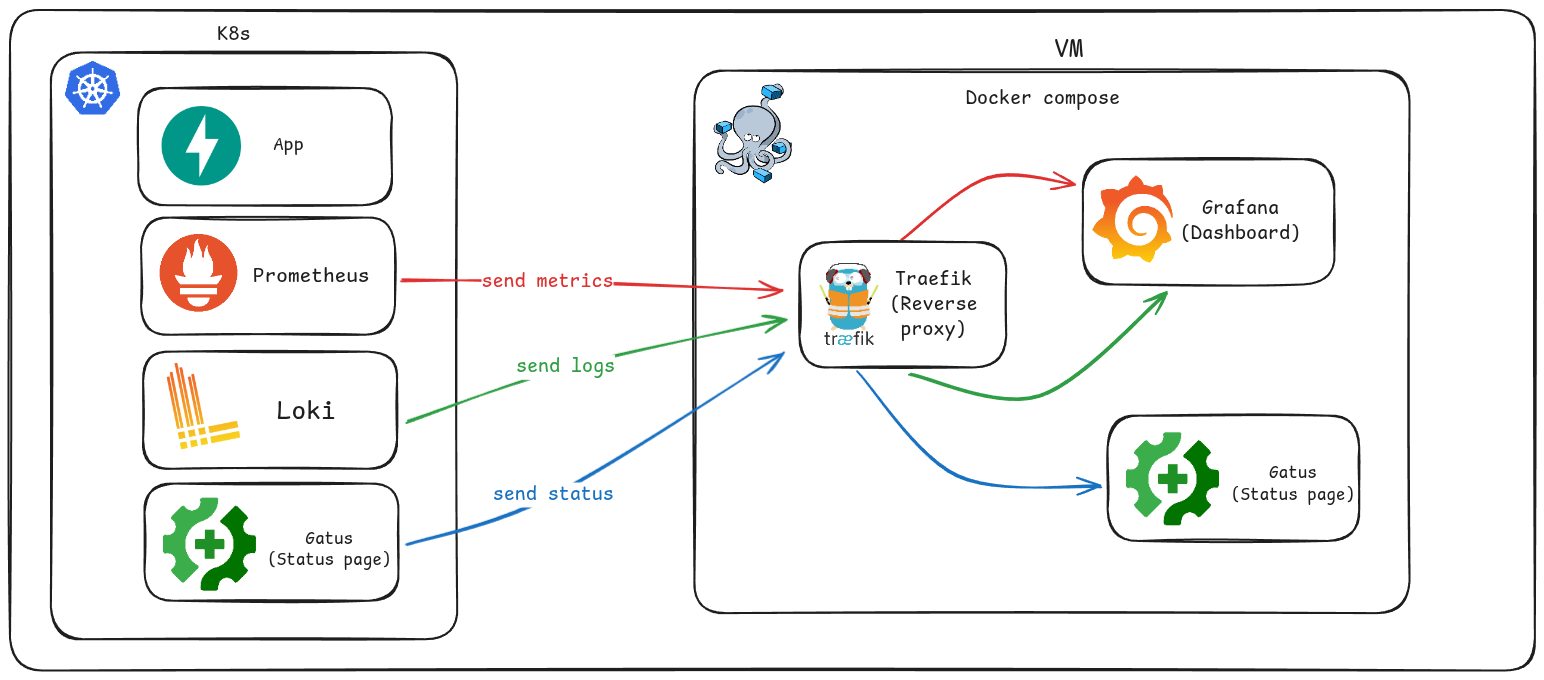 K8s
App
Prometheus
Loki
Gatus
(Status page)
send metrics
send logs
send status
VM
Docker compose
Traefik
(Reverse
proxy)
træfik
Grafana
(Dashboard)
Gatus
(Status page)